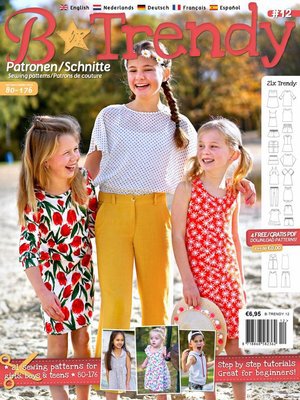 English Nederlands Deutsch Français Español
B Trendy
#12
Patronen/Schnitte
Sewing patterns/Patrons de couture
80-176
21x Trendy
4 FREE/GRATIS PDF
DOWNLOAD PATTERNS!
€6,95 B-TRENDY 12
21 sewing patterns for
girls, boys & teens ★ 80-176
Step by step tutorials
Great for beginners!